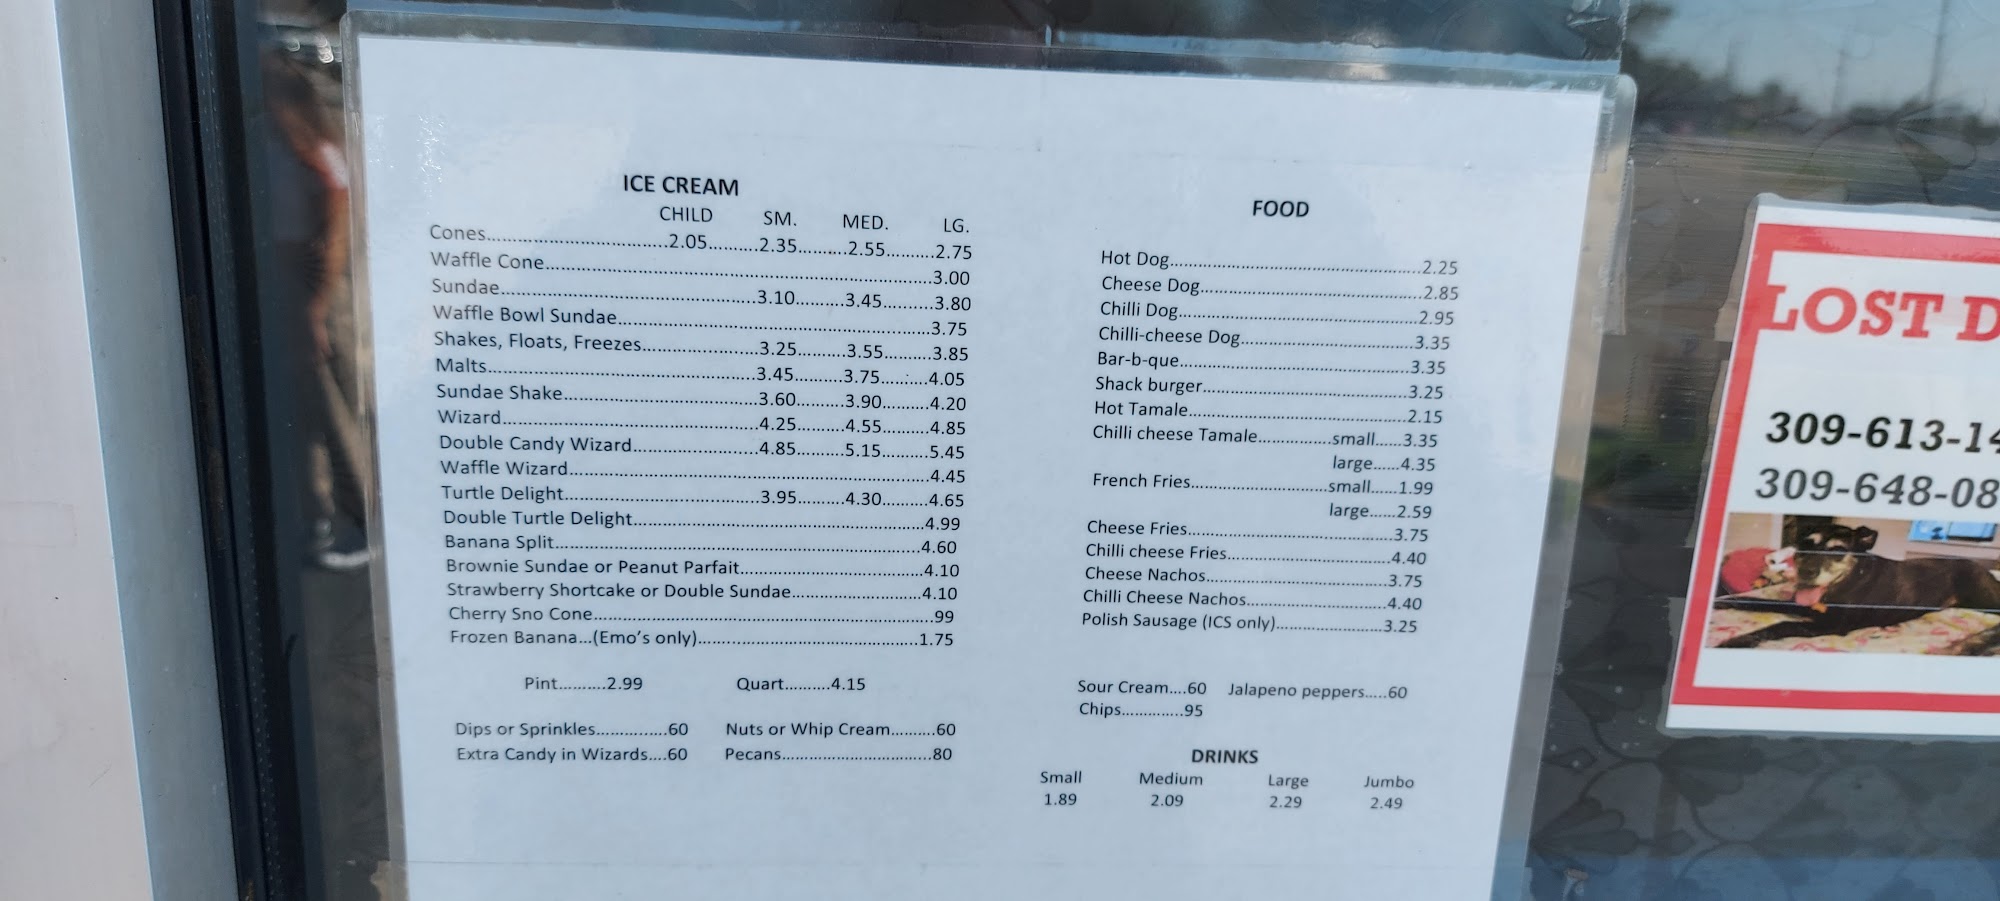 ICE CREAM
CHILD SM. MED. LG.
Cones..........2.05..........2.35..........2.55..........2.75
Waffle Cone..........3.00
Sundae..........3.10..........3.45..........3.80
Waffle Bowl Sundae..........3.75
Shakes, Floats, Freezes..........3.25..........3.55..........3.85
Malts..........3.45..........3.75..........4.05
Sundae Shake..........3.60..........3.90..........4.20
Wizard..........4.25..........4.55..........4.85
Double Candy Wizard..........4.85..........5.15..........5.45
Waffle Wizard..........4.45
Turtle Delight..........3.95..........4.30..........4.65
Double Turtle Delight..........4.99
Banana Split..........4.60
Brownie Sundae or Peanut Parfait..........4.10
Strawberry Shortcake or Double Sundae..........4.10
Cherry Sno Cone...........99
Frozen Banana...(Emo's only)..........1.75
Pint..........2.99 Quart.........4.15
Dips or Sprinkles...............60 Nuts or Whip Cream..........60
Extra Candy in Wizards....60 Pecans...............80
FOOD
Hot Dog..........2.25
Cheese Dog..........2.85
Chilli Dog..........2.95
Chilli-cheese Dog..........3.35
Bar-b-que..........3.35
Shack burger..........3.25
Hot Tamale..........2.15
Chilli cheese Tamale...............small......3.35
large......4.35
French Fries...............small......1.99
large......2.59
Cheese Fries..........3.75
Chilli cheese Fries..........4.40
Cheese Nachos..........3.75
Chilli Cheese Nachos..........4.40
Polish Sausage (ICS only)..........3.25
Sour Cream....60 Jalapeno peppers.....60
Chips.............95
DRINKS
Small Medium Large Jumbo
1.89 2.09 2.29 2.49
LOST D
309-613-14
309-648-08